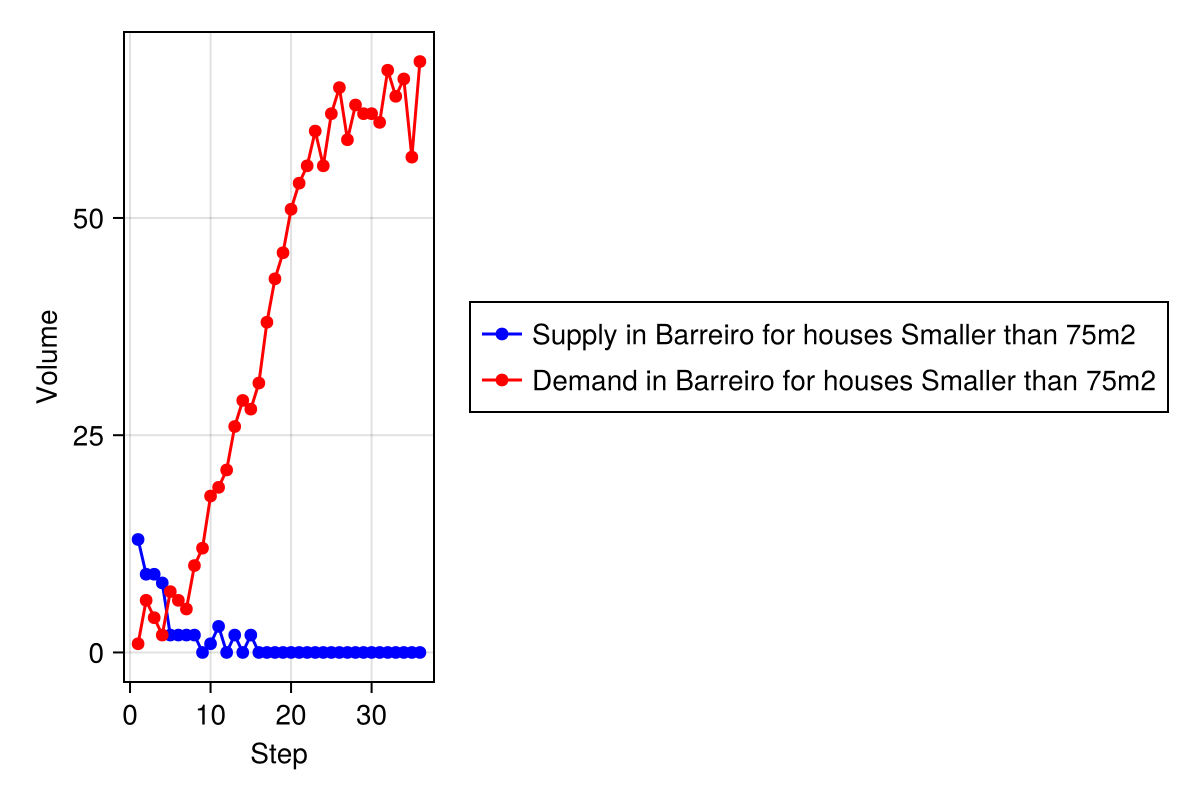 Volume
50
25
0
0 10 20 30
Step
Supply in Barreiro for houses Smaller than 75m2
Demand in Barreiro for houses Smaller than 75m2